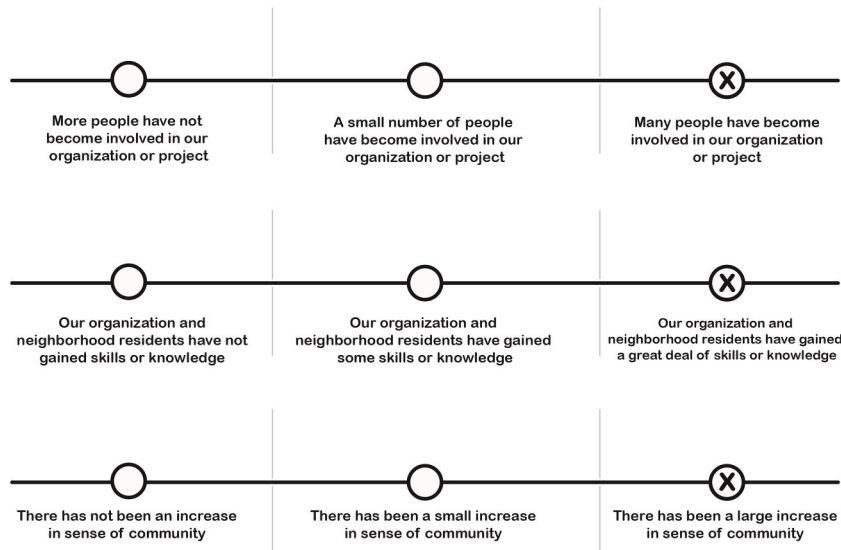 X
More people have not
become involved in our
organization or project
A small number of people
have become involved in our
organization or project
Many people have become
involved in our organization
or project
X
Our organization and
neighborhood residents have not
gained skills or knowledge
Our organization and
neighborhood residents have gained
some skills or knowledge
Our organization and
neighborhood residents have gained
a great deal of skills or knowledge
X
There has not been an increase
in sense of community
There has been a small increase
in sense of community
There has been a large increase
in sense of community